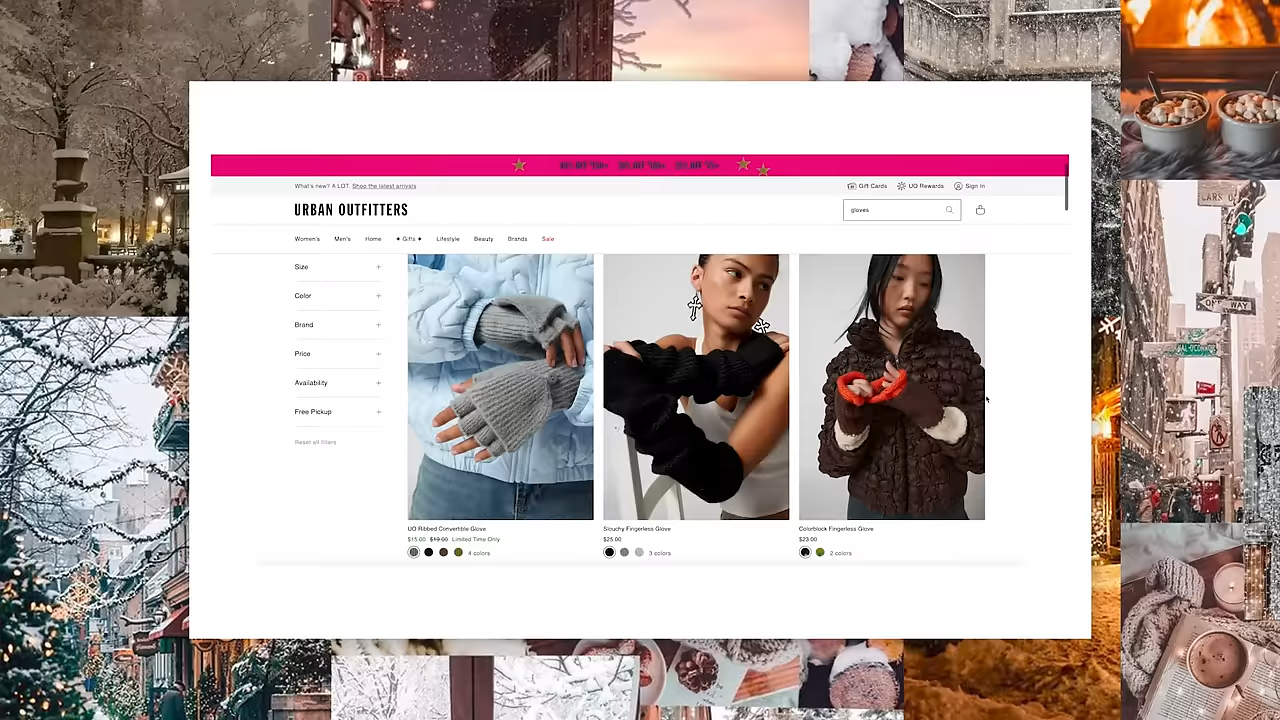 What's new? A LOT. Shop the latest arrivals
Gift Cards
UO Rewards
Sign In
URBAN OUTFITTERS
gloves
Women's
Men's
Home
✦ Gifts ✦
Lifestyle
Beauty
Brands
Sale
Size +
Color +
Brand +
Price +
Availability +
Free Pickup +
Reset all filters
UO Ribbed Convertible Glove
$15.00 $19.00 Limited Time Only
4 colors
Slouchy Fingerless Glove
$25.00
3 colors
Colorblock Fingerless Glove
$23.00
2 colors
ONE WAY